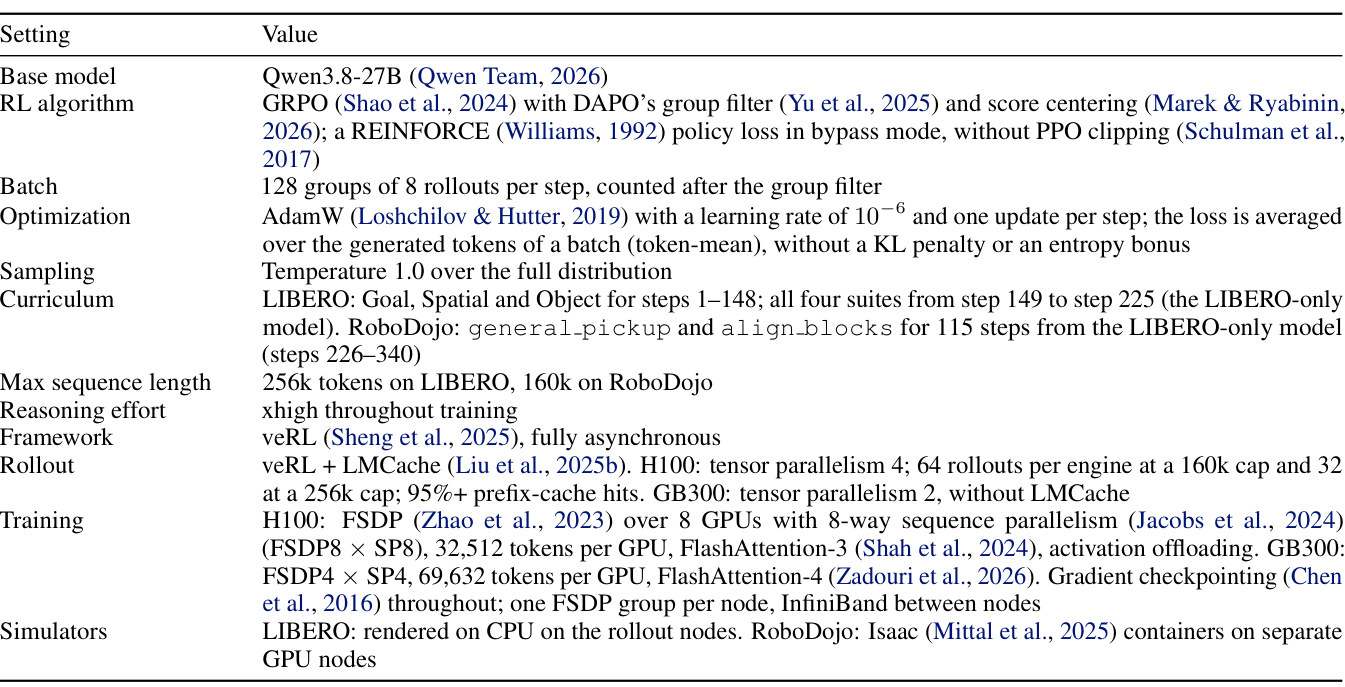 Setting Value
Base model Qwen3.8-27B (Qwen Team, 2026)
RL algorithm GRPO (Shao et al., 2024) with DAPO's group filter (Yu et al., 2025) and score centering (Marek & Ryabinin,
2026); a REINFORCE (Williams, 1992) policy loss in bypass mode, without PPO clipping (Schulman et al.,
2017)
Batch 128 groups of 8 rollouts per step, counted after the group filter
Optimization AdamW (Loshchilov & Hutter, 2019) with a learning rate of 10⁻⁶ and one update per step; the loss is averaged
over the generated tokens of a batch (token-mean), without a KL penalty or an entropy bonus
Sampling Temperature 1.0 over the full distribution
Curriculum LIBERO: Goal, Spatial and Object for steps 1–148; all four suites from step 149 to step 225 (the LIBERO-only
model). RoboDojo: general_pickup and align_blocks for 115 steps from the LIBERO-only model
(steps 226–340)
Max sequence length 256k tokens on LIBERO, 160k on RoboDojo
Reasoning effort xhigh throughout training
Framework veRL (Sheng et al., 2025), fully asynchronous
Rollout veRL + LMCache (Liu et al., 2025b). H100: tensor parallelism 4; 64 rollouts per engine at a 160k cap and 32
at a 256k cap; 95%+ prefix-cache hits. GB300: tensor parallelism 2, without LMCache
Training H100: FSDP (Zhao et al., 2023) over 8 GPUs with 8-way sequence parallelism (Jacobs et al., 2024)
(FSDP8 × SP8), 32,512 tokens per GPU, FlashAttention-3 (Shah et al., 2024), activation offloading. GB300:
FSDP4 × SP4, 69,632 tokens per GPU, FlashAttention-4 (Zadouri et al., 2026). Gradient checkpointing (Chen
et al., 2016) throughout; one FSDP group per node, InfiniBand between nodes
Simulators LIBERO: rendered on CPU on the rollout nodes. RoboDojo: Isaac (Mittal et al., 2025) containers on separate
GPU nodes